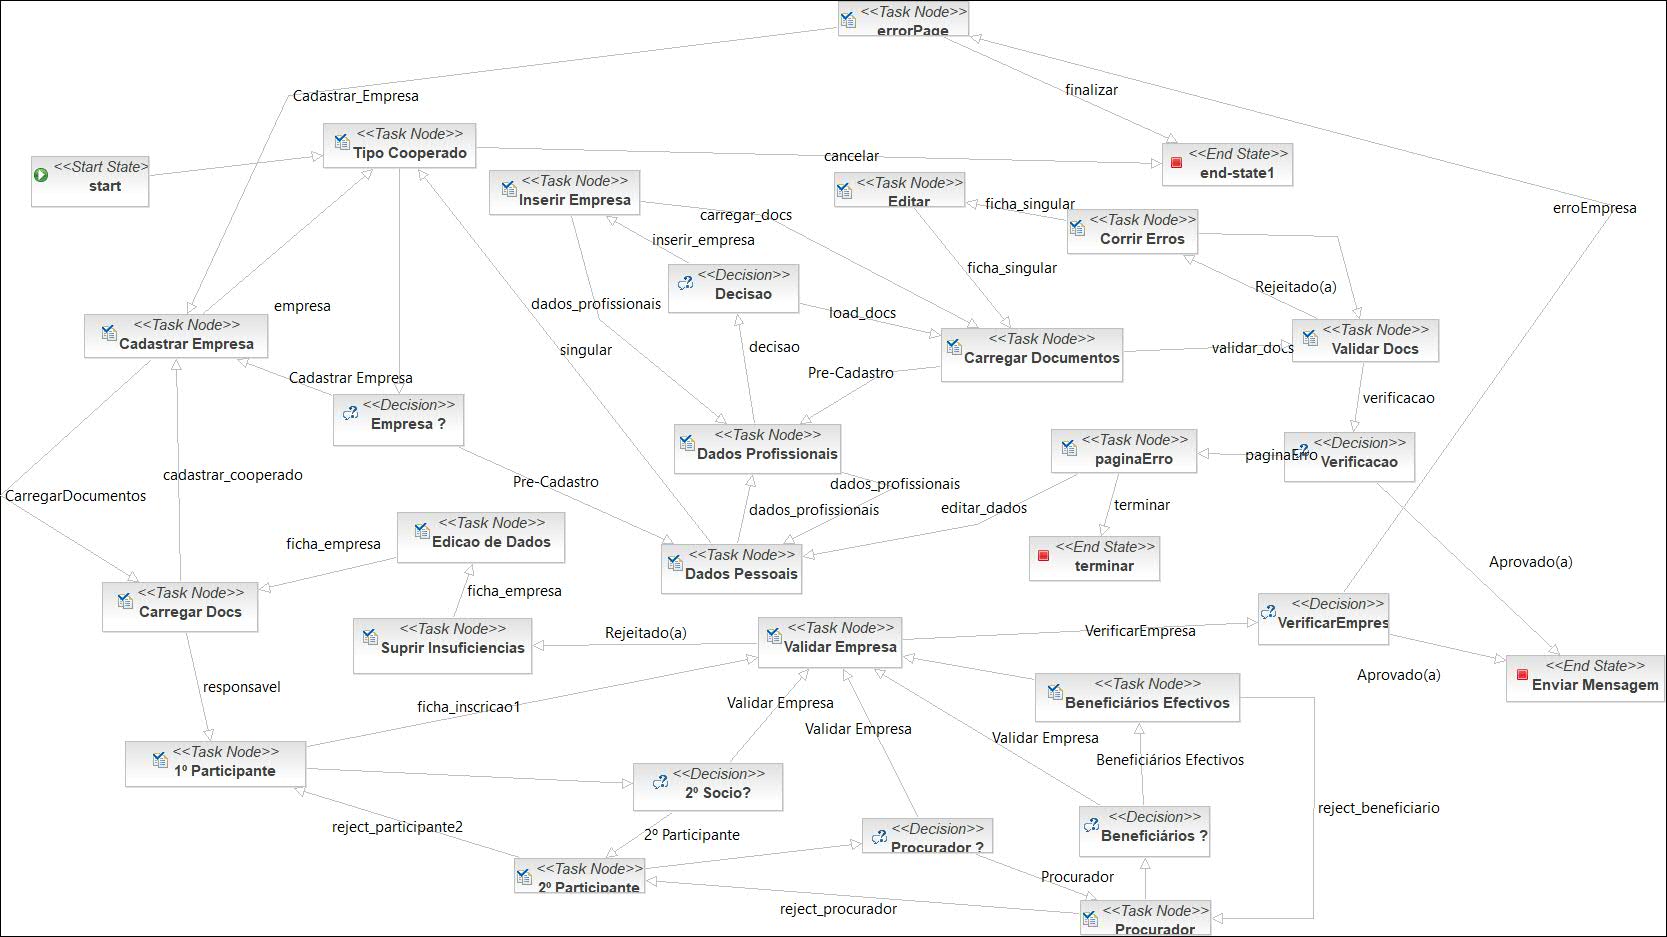 <<Task Node>>
errorPage
finalizar
Cadastrar_Empresa
<<Task Node>>
Tipo Cooperado
cancelar
<<End State>>
end-state1
<<Start State>
start
<<Task Node>>
Inserir Empresa
<<Task Node>>
Editar
ficha_singular
erroEmpresa
carregar_docs
<<Task Node>>
Corrir Erros
inserir_empresa
ficha_singular
<<Decision>>
Decisao
Rejeitado(a)
empresa
dados_profissionais
load_docs
<<Task Node>>
Cadastrar Empresa
<<Task Node>>
Carregar Documentos
validar_docs
<<Task Node>>
Validar Docs
singular
decisao
Cadastrar Empresa
Pre-Cadastro
verificacao
<<Decision>>
Empresa ?
<<Task Node>>
Dados Profissionais
<<Task Node>>
paginaErro
paginaErro
<<Decision>>
Verificacao
cadastrar_cooperado
Pre-Cadastro
dados_profissionais
CarregarDocumentos
dados_profissionais
editar_dados
terminar
<<Task Node>>
Edicao de Dados
ficha_empresa
<<Task Node>>
Dados Pessoais
<<End State>>
terminar
Aprovado(a)
<<Task Node>>
Carregar Docs
ficha_empresa
<<Decision>>
VerificarEmpres
<<Task Node>>
Suprir Insuficiencias
Rejeitado(a)
<<Task Node>>
Validar Empresa
VerificarEmpresa
Aprovado(a)
<<End State>>
Enviar Mensagem
responsavel
ficha_inscricao1
Validar Empresa
<<Task Node>>
Beneficiários Efectivos
Validar Empresa
Validar Empresa
Beneficiários Efectivos
<<Task Node>>
1º Participante
<<Decision>>
2º Socio?
reject_beneficiario
reject_participante2
2º Participante
<<Decision>>
Procurador ?
<<Decision>>
Beneficiários ?
<<Task Node>>
2º Participante
Procurador
reject_procurador
<<Task Node>>
Procurador